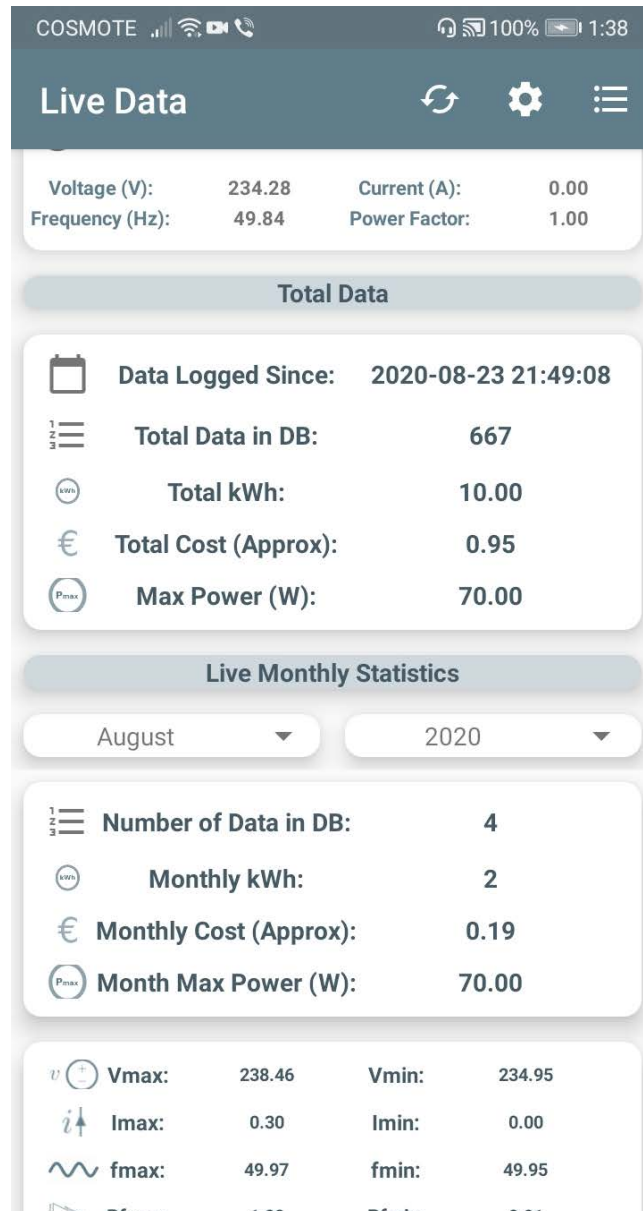 COSMOTE 100% 1:38
Live Data
Voltage (V): 234.28 Current (A): 0.00
Frequency (Hz): 49.84 Power Factor: 1.00
Total Data
Data Logged Since: 2020-08-23 21:49:08
Total Data in DB: 667
kWh Total kWh: 10.00
€ Total Cost (Approx): 0.95
Pmax Max Power (W): 70.00
Live Monthly Statistics
August 2020
Number of Data in DB: 4
kWh Monthly kWh: 2
€ Monthly Cost (Approx): 0.19
Pmax Month Max Power (W): 70.00
v Vmax: 238.46 Vmin: 234.95
i Imax: 0.30 Imin: 0.00
fmax: 49.97 fmin: 49.95